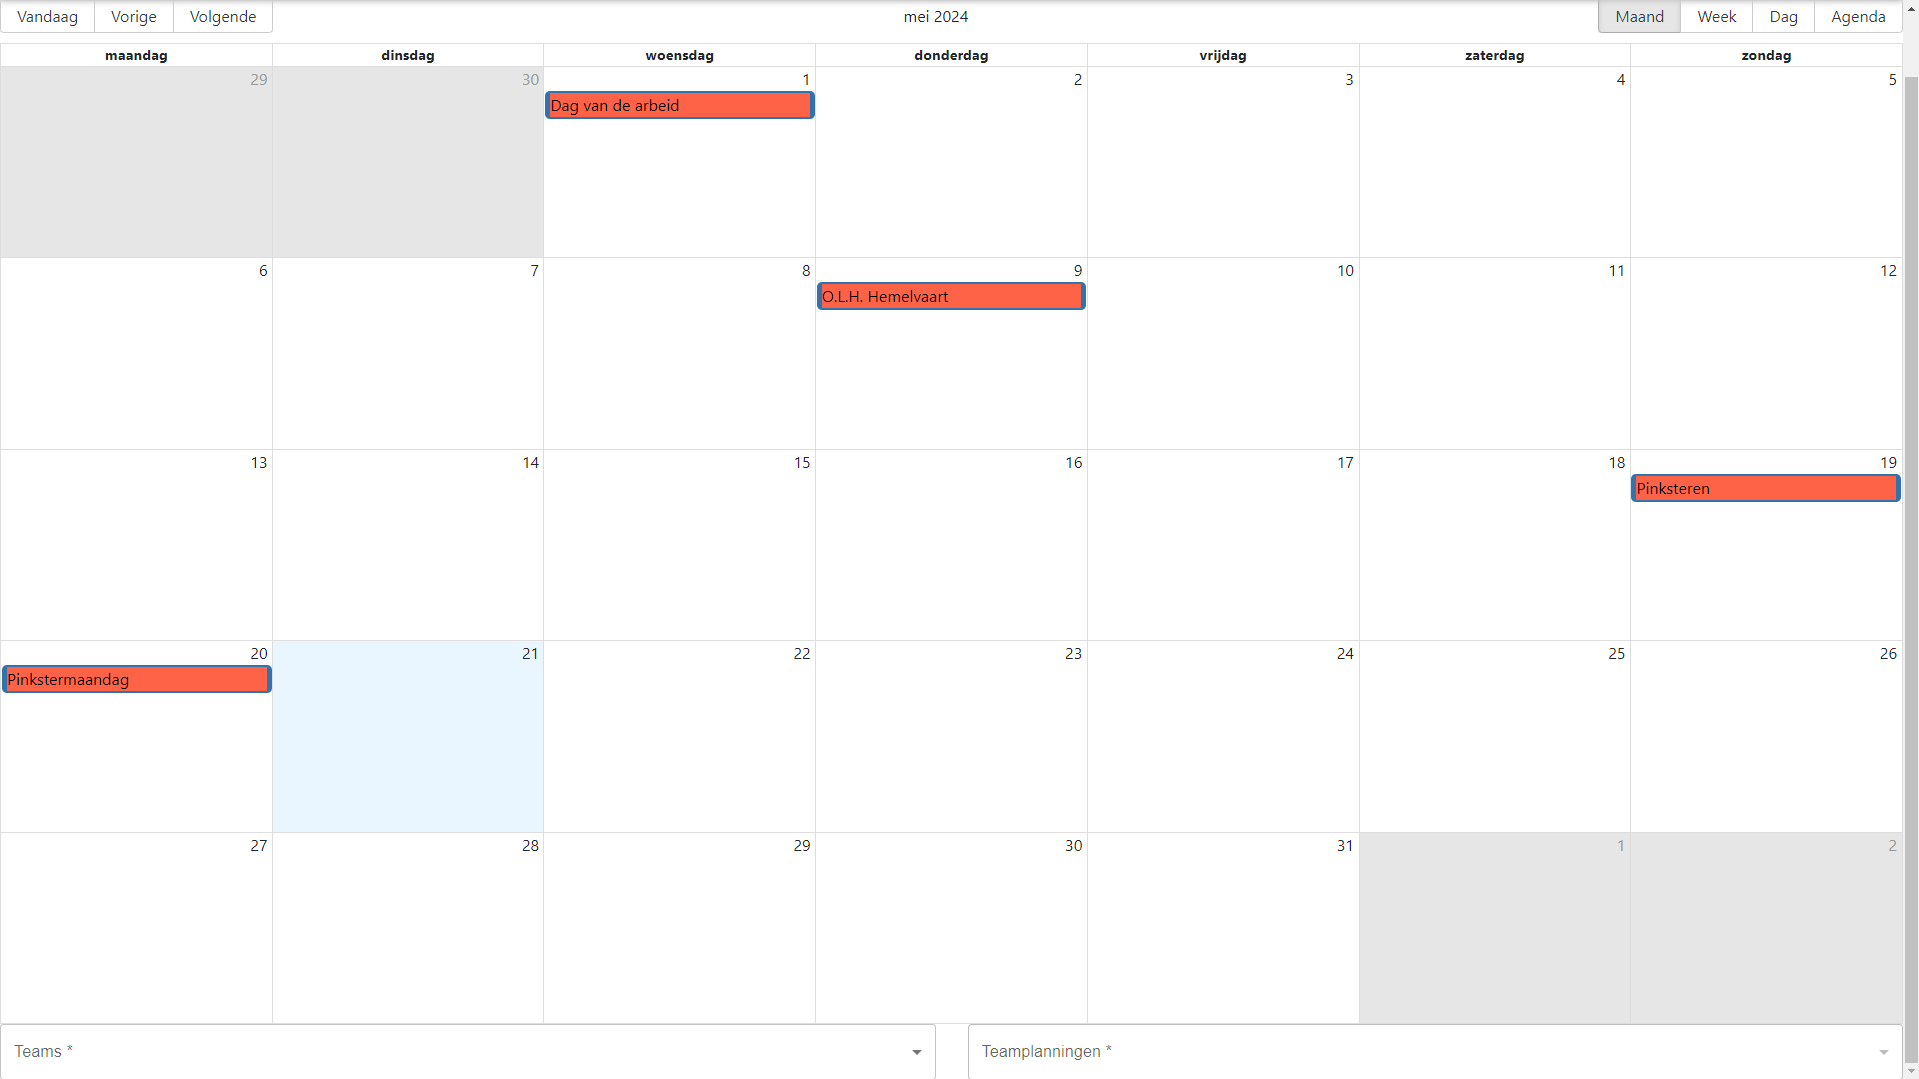 Vandaag Vorige Volgende mei 2024 Maand Week Dag Agenda
maandag dinsdag woensdag donderdag vrijdag zaterdag zondag
29 30 1 2 3 4 5
Dag van de arbeid
6 7 8 9 10 11 12
O.L.H. Hemelvaart
13 14 15 16 17 18 19
Pinksteren
20 21 22 23 24 25 26
Pinkstermaandag
27 28 29 30 31 1 2
Teams * Teamplanningen *